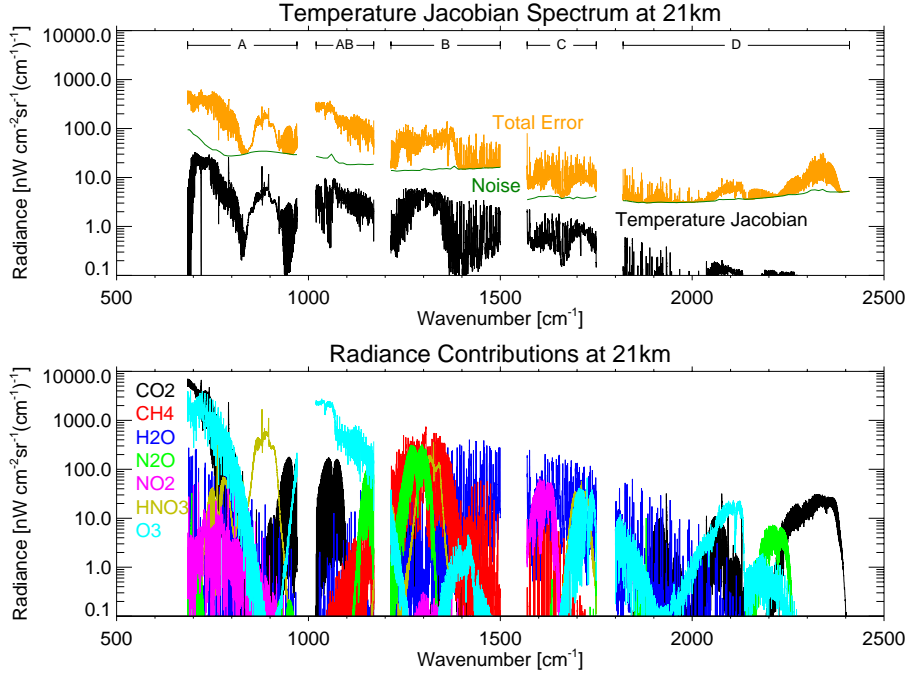 Temperature Jacobian Spectrum at 21km
Radiance [nW cm-2sr-1(cm-1)-1]
10000.0
1000.0
100.0
10.0
1.0
0.1
A
AB
B
C
D
Total Error
Noise
Temperature Jacobian
500
1000
1500
2000
2500
Wavenumber [cm-1]
Radiance Contributions at 21km
Radiance [nW cm-2sr-1(cm-1)-1]
10000.0
1000.0
100.0
10.0
1.0
0.1
CO2
CH4
H2O
N2O
NO2
HNO3
O3
500
1000
1500
2000
2500
Wavenumber [cm-1]